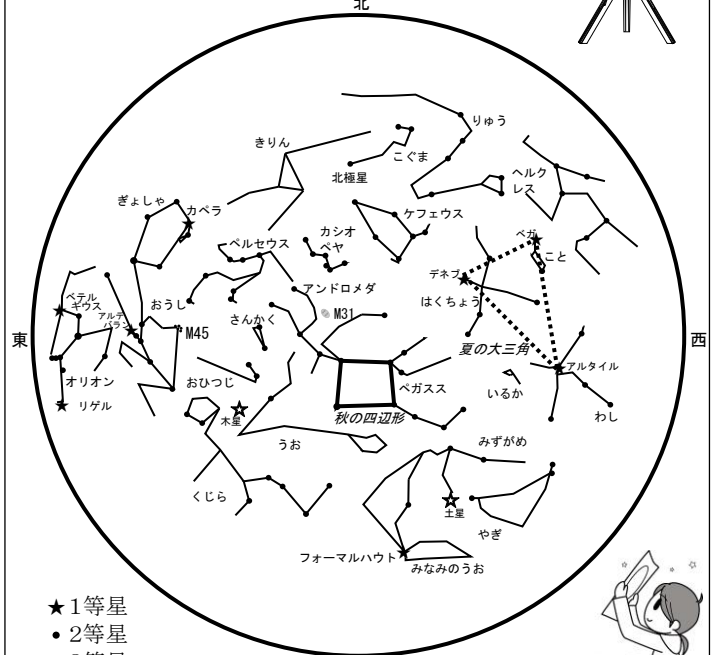 北
りゅう
きりん
こぐま
北極星
ヘルク
レス
ぎょしゃ
カペラ
ケフェウス
カシオ
ペヤ
ペルセウス
ベガ
こと
デネブ
アンドロメダ
はくちょう
ベテル
ギウス
おうし
アルデ
バラン
M31
さんかく
M45
東
西
夏の大三角
アルタイル
オリオン
おひつじ
ペガスス
いるか
リゲル
木星
秋の四辺形
わし
うお
みずがめ
くじら
土星
やぎ
フォーマルハウト
みなみのうお
★1等星
•2等星